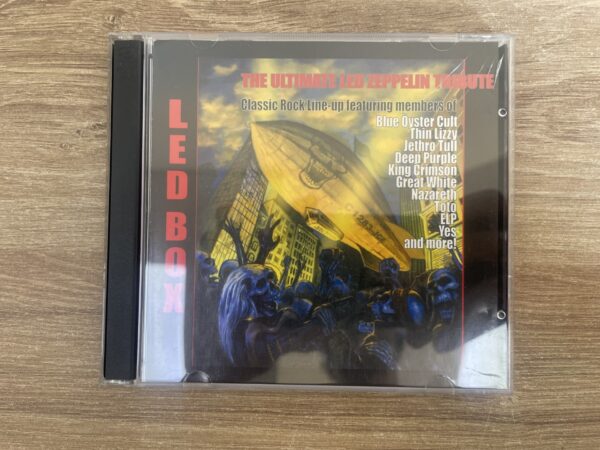 THE ULTIMATE LED ZEPPELIN TRIBUTE
Classic Rock Line-up featuring members of
Blue Oyster Cult
Thin Lizzy
Jethro Tull
Deep Purple
King Crimson
Great White
Nazareth
Toto
ELP
Yes
and more!
LED BOX